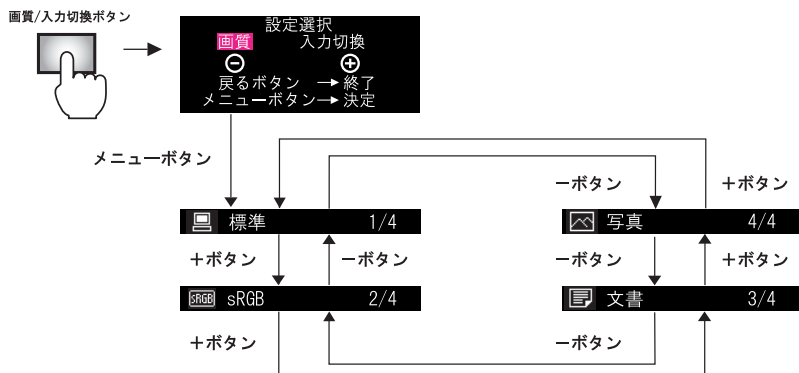 画質/入力切換ボタン
設定選択
画質 入力切換
戻るボタン → 終了
メニューボタン → 決定
メニューボタン
－ボタン ＋ボタン
標準 1/4
写真 4/4
＋ボタン －ボタン
－ボタン ＋ボタン
SRGB sRGB 2/4
文書 3/4
＋ボタン
－ボタン